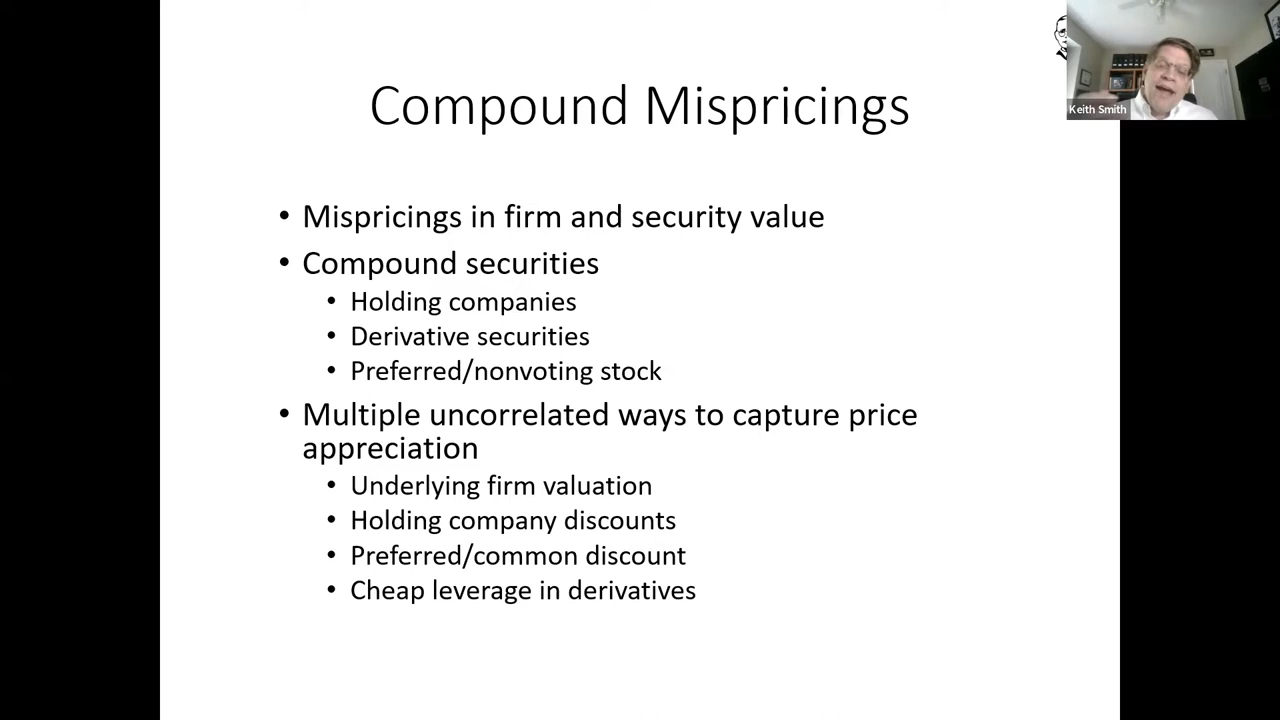 Compound Mispricings
Keith Smith
• Mispricings in firm and security value
• Compound securities
• Holding companies
• Derivative securities
• Preferred/nonvoting stock
• Multiple uncorrelated ways to capture price
appreciation
• Underlying firm valuation
• Holding company discounts
• Preferred/common discount
• Cheap leverage in derivatives